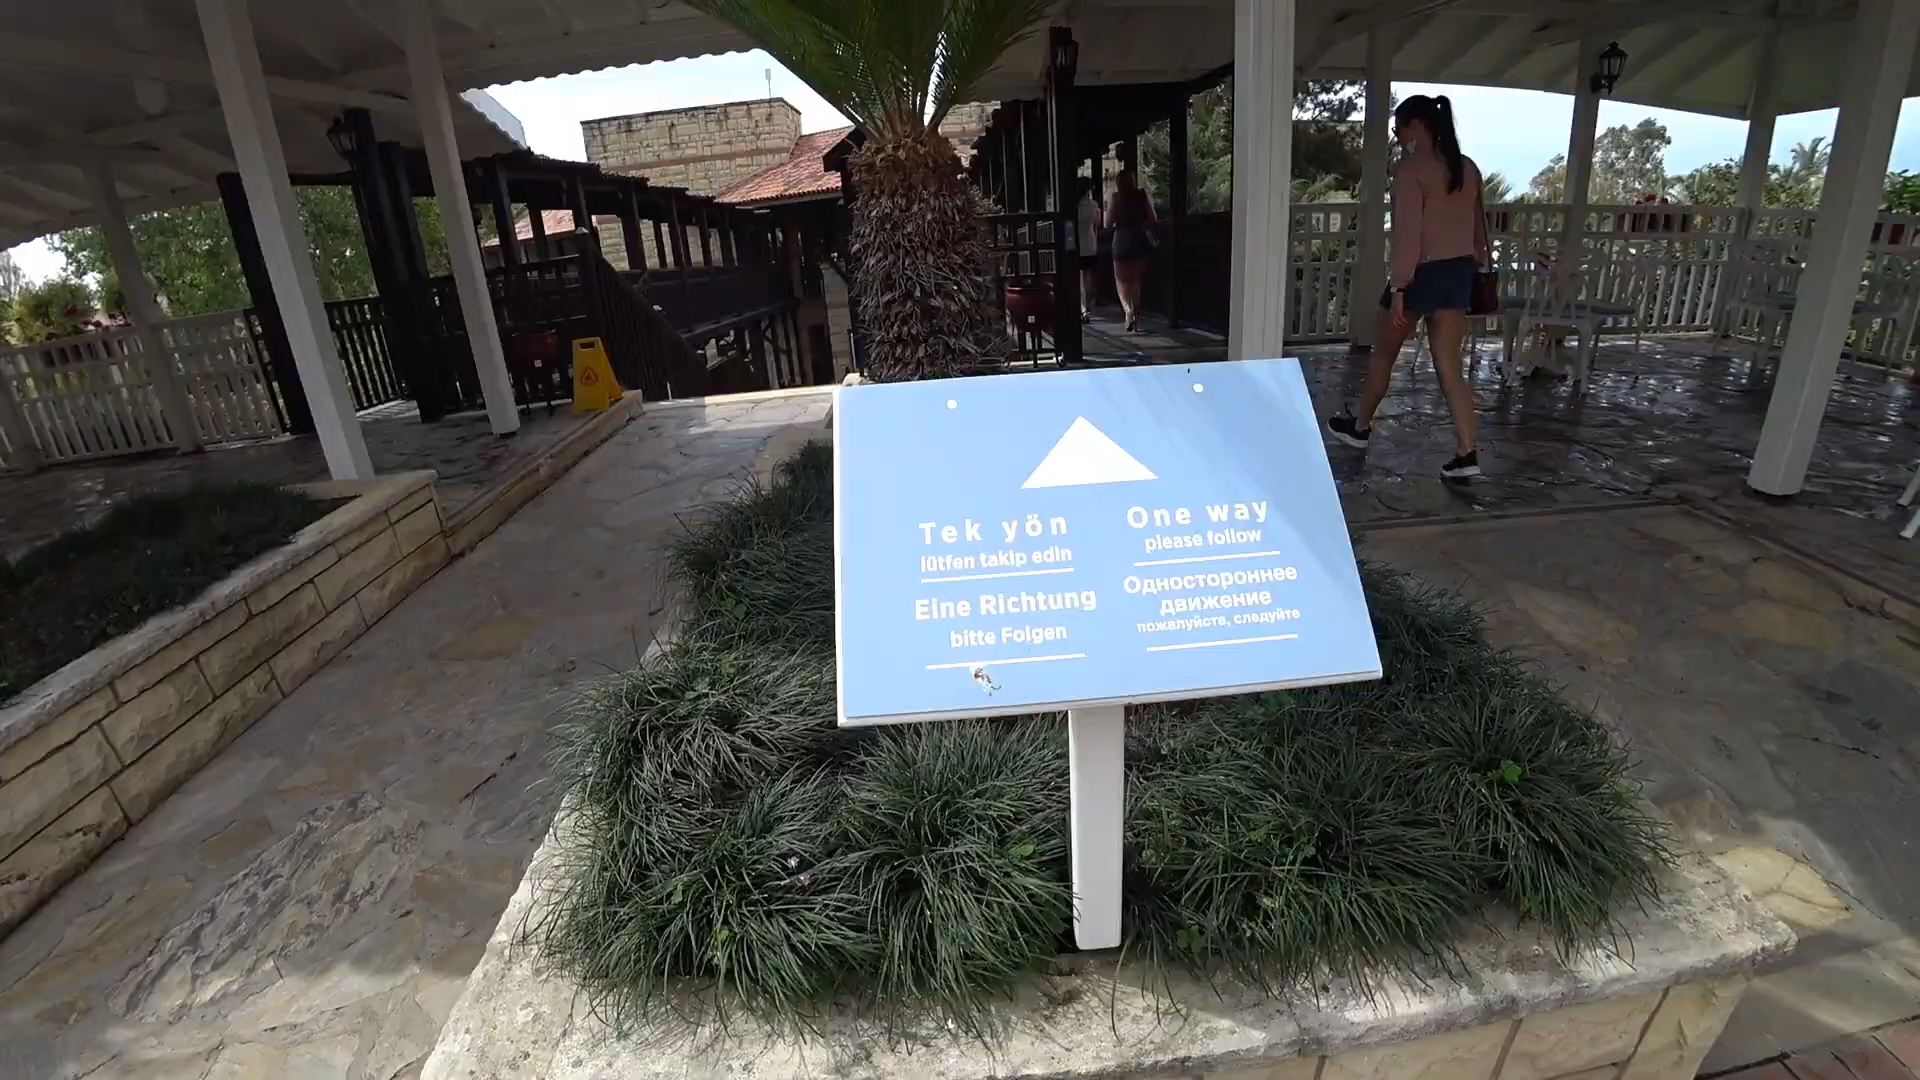 Tek yön
lütfen takip edin
One way
please follow
Eine Richtung
bitte Folgen
Одностороннее
движение
пожалуйста, следуйте